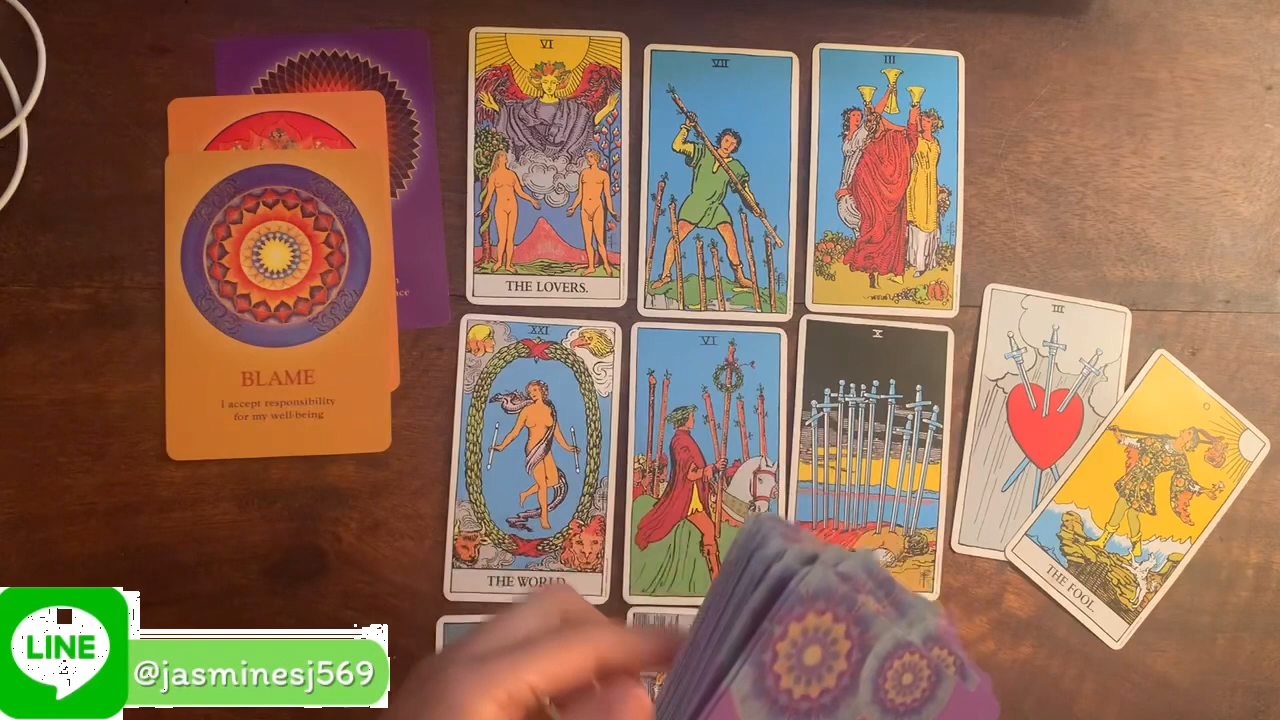 VI
THE LOVERS.
VII
III
BLAME
i accept responsibility
for my well-being
XXI
THE WORLD.
VI
X
III
THE FOOL.
LINE
@jasminesj569